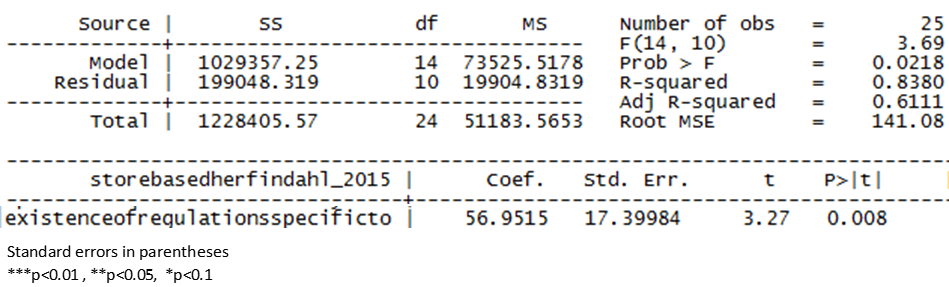 Source | SS df MS Number of obs = 25
-------------+---------------------------------- F(14, 10) = 3.69
Model | 1029357.25 14 73525.5178 Prob > F = 0.0218
Residual | 199048.319 10 19904.8319 R-squared = 0.8380
-------------+---------------------------------- Adj R-squared = 0.6111
Total | 1228405.57 24 51183.5653 Root MSE = 141.08
storebasedherfindahl_2015 | Coef. Std. Err. t P>|t|
existenceofregulationsspecificto | 56.9515 17.39984 3.27 0.008
Standard errors in parentheses
***p<0.01 , **p<0.05, *p<0.1